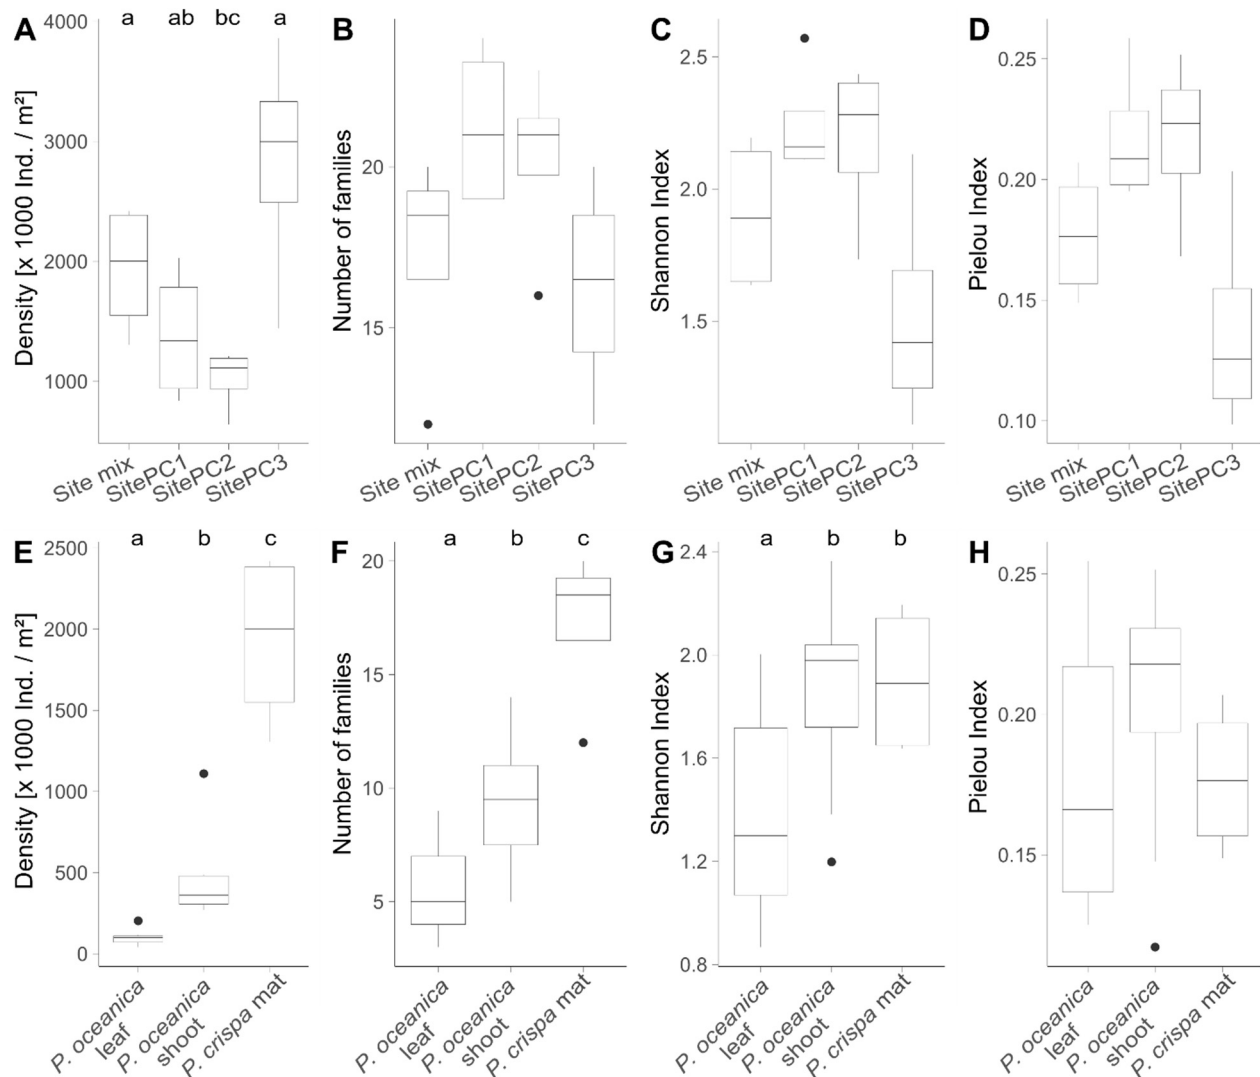 A
a ab bc a
Density [x 1000 Ind. / m²]
4000
3000
2000
1000
Site mix
SitePC1
SitePC2
SitePC3
B
Number of families
20
15
Site mix
SitePC1
SitePC2
SitePC3
C
Shannon Index
2.5
2.0
1.5
Site mix
SitePC1
SitePC2
SitePC3
D
Pielou Index
0.25
0.20
0.15
0.10
Site mix
SitePC1
SitePC2
SitePC3
E
a b c
Density [x 1000 Ind. / m²]
2500
2000
1500
1000
500
0
P. oceanica
leaf
P. oceanica
shoot
P. crispa mat
F
a b c
Number of families
20
15
10
5
P. oceanica
leaf
P. oceanica
shoot
P. crispa mat
G
a b b
Shannon Index
2.4
2.0
1.6
1.2
0.8
P. oceanica
leaf
P. oceanica
shoot
P. crispa mat
H
Pielou Index
0.25
0.20
0.15
P. oceanica
leaf
P. oceanica
shoot
P. crispa mat